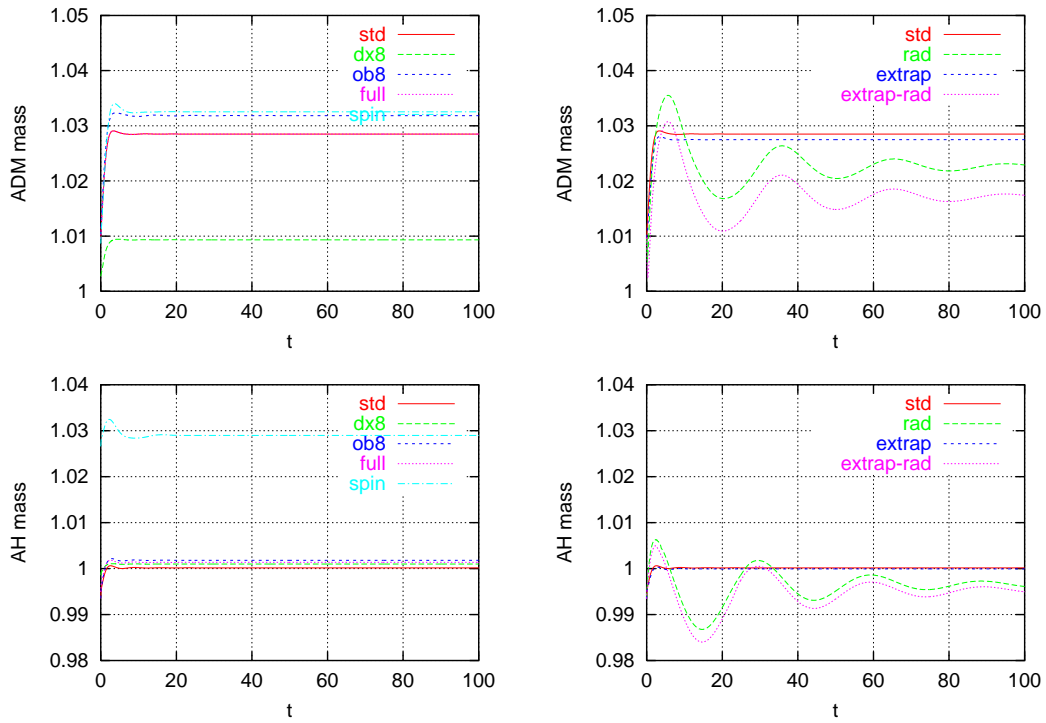 1.05
1.04
1.03
1.02
1.01
1
0 20 40 60 80 100
ADM mass
t
std
dx8
ob8
full
spin
1.05
1.04
1.03
1.02
1.01
1
0 20 40 60 80 100
ADM mass
t
std
rad
extrap
extrap-rad
1.04
1.03
1.02
1.01
1
0.99
0.98
0 20 40 60 80 100
AH mass
t
std
dx8
ob8
full
spin
1.04
1.03
1.02
1.01
1
0.99
0.98
0 20 40 60 80 100
AH mass
t
std
rad
extrap
extrap-rad